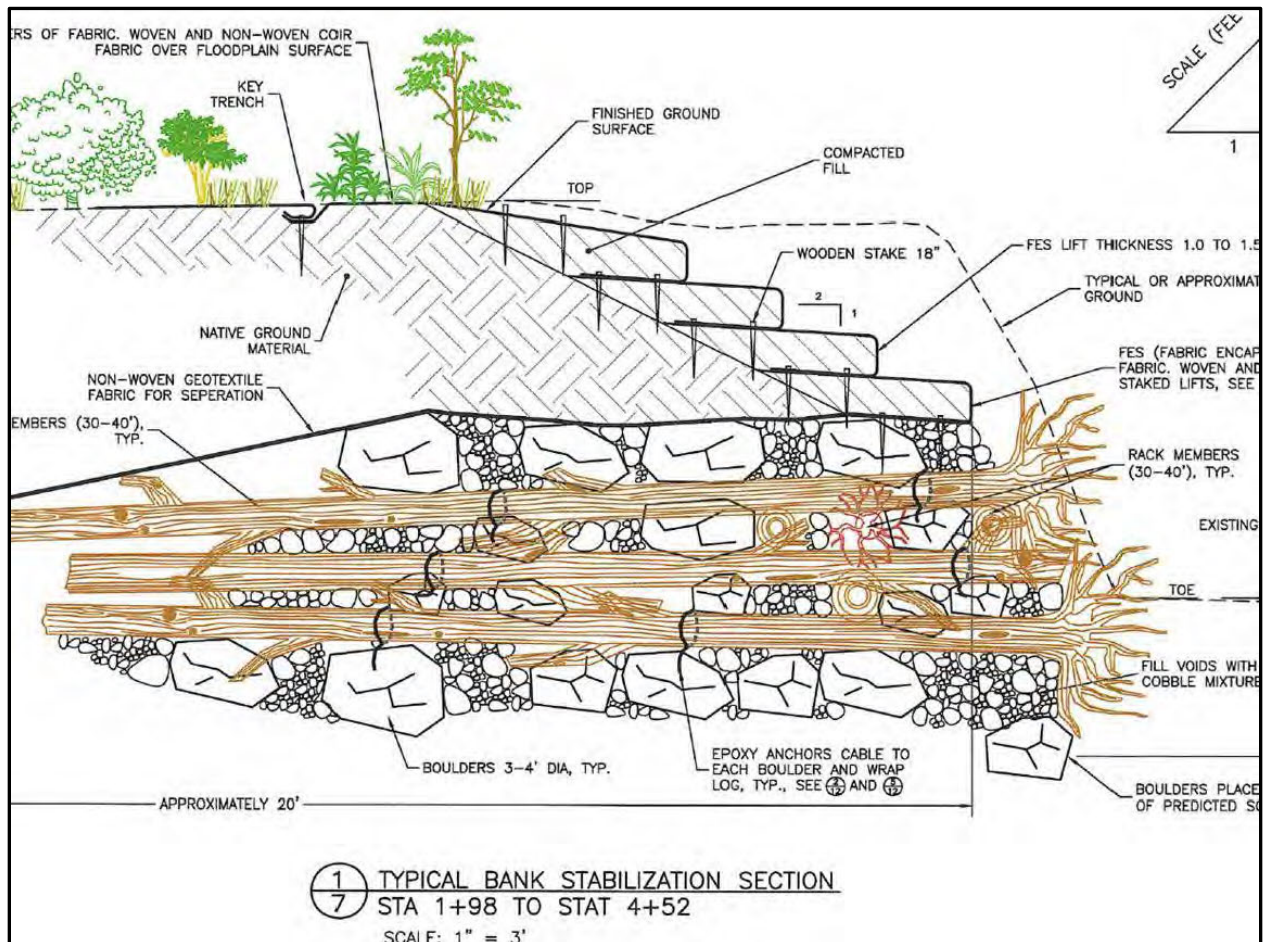 ERS OF FABRIC. WOVEN AND NON-WOVEN COIR
FABRIC OVER FLOODPLAIN SURFACE
KEY
TRENCH
FINISHED GROUND
SURFACE
COMPACTED
FILL
TOP
SCALE (FEE
1
WOODEN STAKE 18"
2
1
FES LIFT THICKNESS 1.0 TO 1.5
TYPICAL OR APPROXIMAT
GROUND
NATIVE GROUND
MATERIAL
FES (FABRIC ENCAP
FABRIC. WOVEN AND
STAKED LIFTS, SEE
NON-WOVEN GEOTEXTILE
FABRIC FOR SEPERATION
EMBERS (30-40'),
TYP.
RACK MEMBERS
(30-40'), TYP.
EXISTING
TOE
FILL VOIDS WITH
COBBLE MIXTURE
BOULDERS 3-4' DIA, TYP.
EPOXY ANCHORS CABLE TO
EACH BOULDER AND WRAP
LOG, TYP., SEE AND
BOULDERS PLACE
OF PREDICTED SC
APPROXIMATELY 20'
1
7
TYPICAL BANK STABILIZATION SECTION
STA 1+98 TO STAT 4+52
SCALE: 1" = 3'